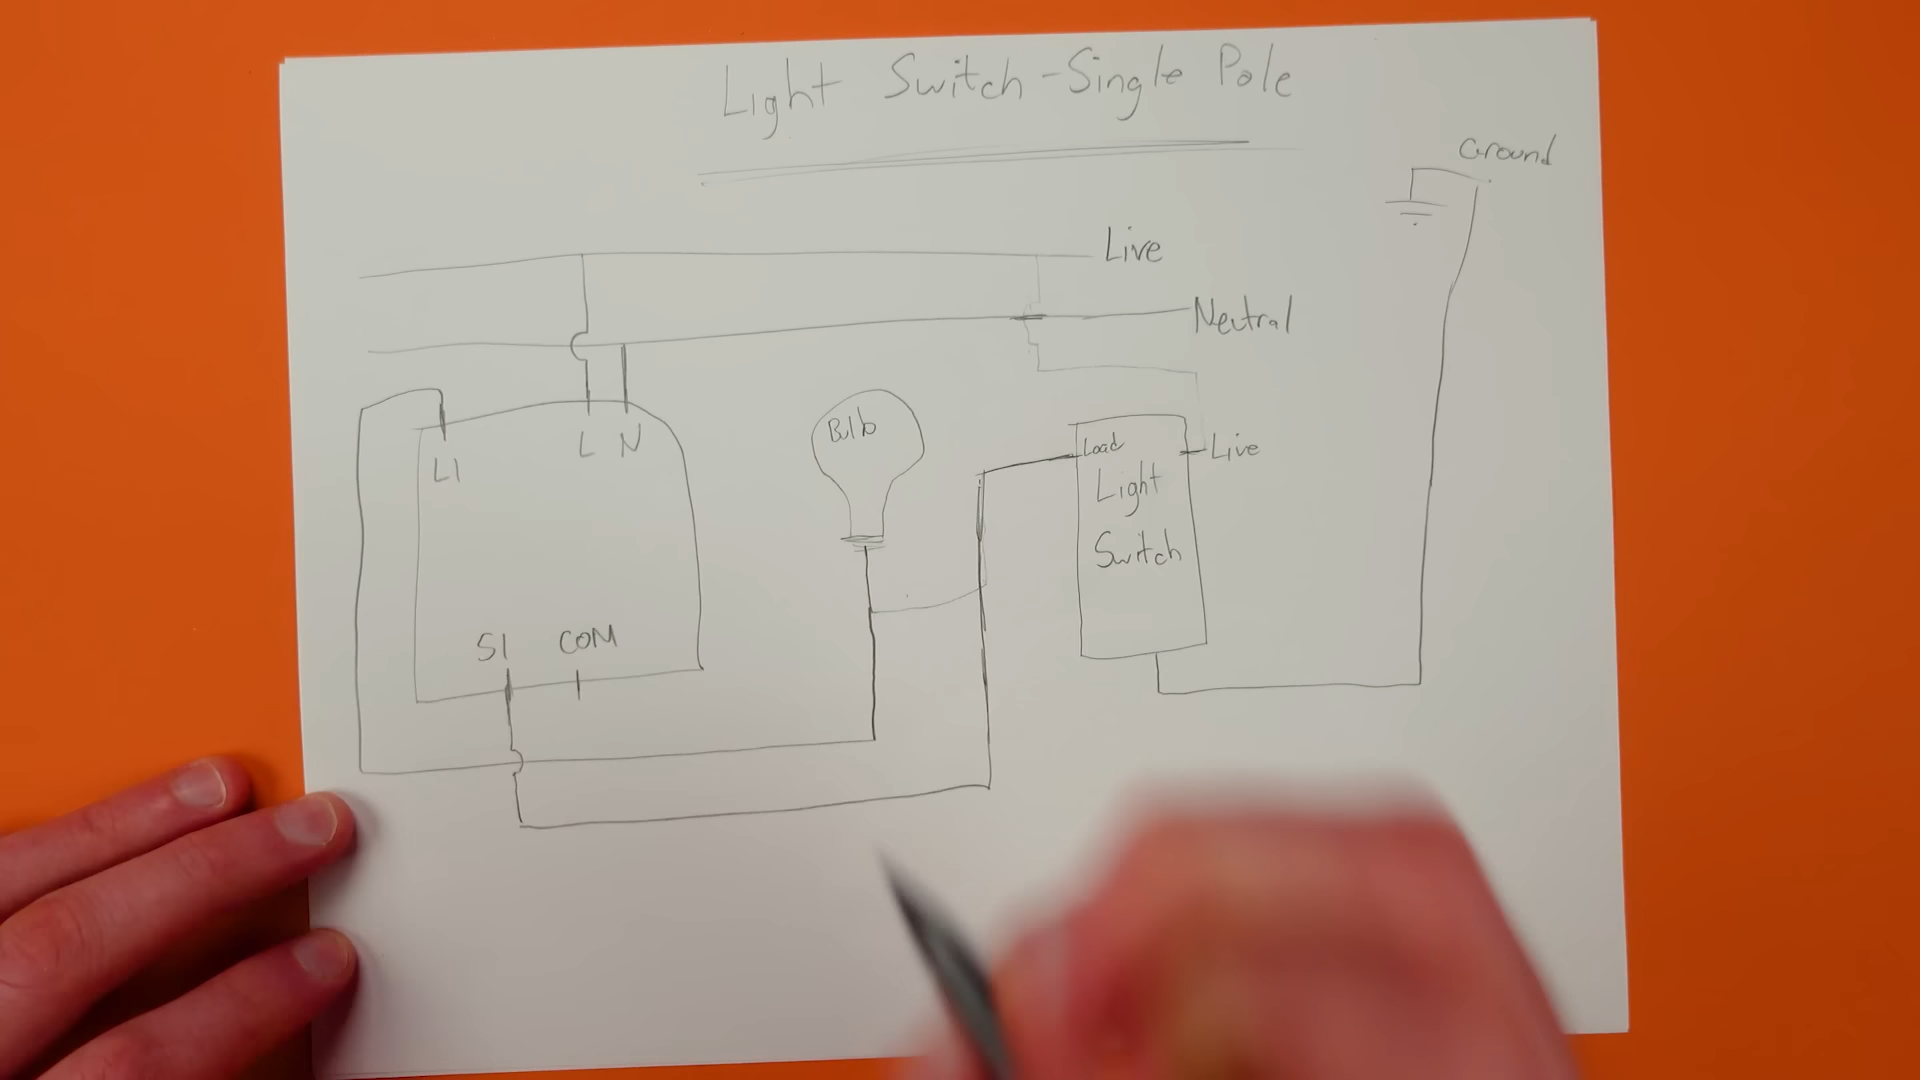 Light Switch - Single Pole
Ground
Live
Neutral
L1
L N
Bulb
Load
Live
Light
Switch
S1 COM